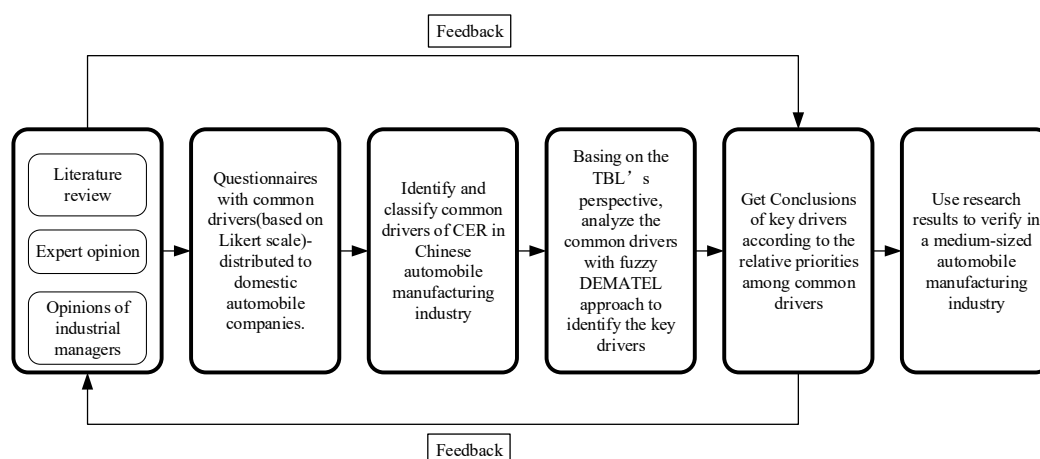 Feedback
Literature
review
Expert opinion
Opinions of
industrial
managers
Questionnaires
with common
drivers(based on
Likert scale)-
distributed to
domestic
automobile
companies.
Identify and
classify common
drivers of CER in
Chinese
automobile
manufacturing
industry
Basing on the
TBL’s
perspective,
analyze the
common drivers
with fuzzy
DEMATEL
approach to
identify the key
drivers
Get Conclusions
of key drivers
according to the
relative priorities
among common
drivers
Use research
results to verify in
a medium-sized
automobile
manufacturing
industry
Feedback